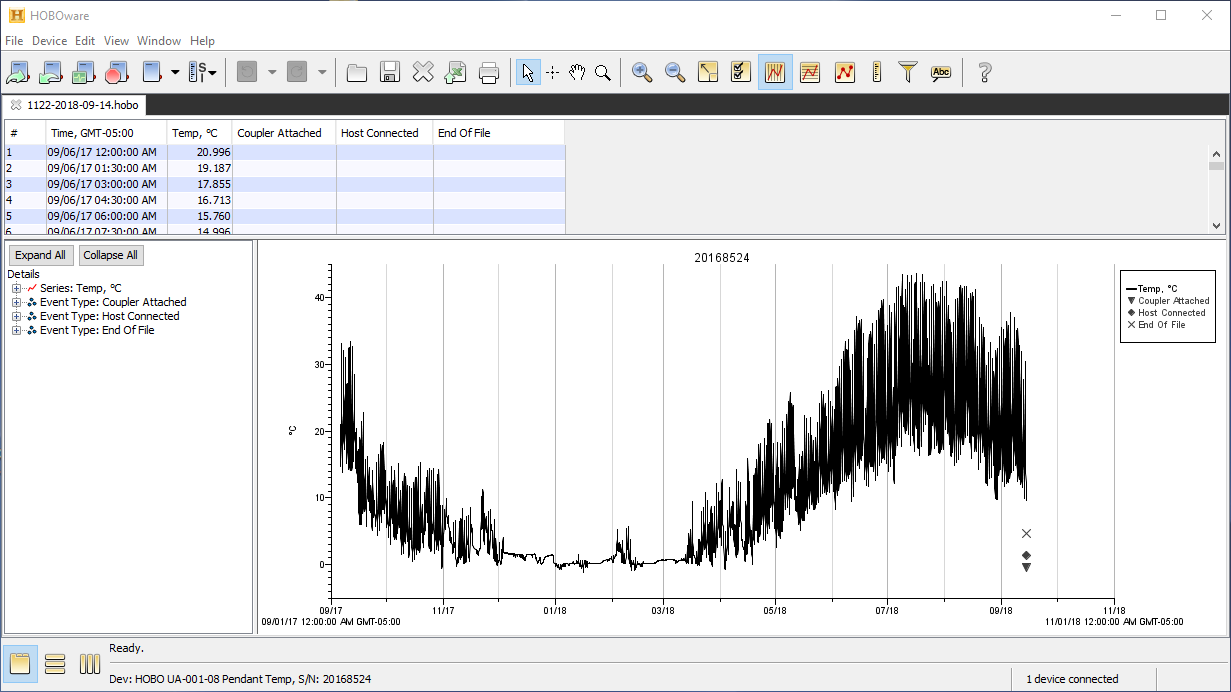 HOBOware
File Device Edit View Window Help
1122-2018-09-14.hobo
# Time, GMT-05:00 Temp, °C Coupler Attached Host Connected End Of File
1 09/06/17 12:00:00 AM 20.996
2 09/06/17 01:30:00 AM 19.187
3 09/06/17 03:00:00 AM 17.855
4 09/06/17 04:30:00 AM 16.713
5 09/06/17 06:00:00 AM 15.760
6 09/06/17 07:30:00 AM 14.996
Expand All Collapse All
Details
Series: Temp, °C
Event Type: Coupler Attached
Event Type: Host Connected
Event Type: End Of File
20168524
40
30
20
10
0
°C
Temp, °C
Coupler Attached
Host Connected
End Of File
09/17 11/17 01/18 03/18 05/18 07/18 09/18 11/18
09/01/17 12:00:00 AM GMT-05:00 11/01/18 12:00:00 AM GMT-05:00
Ready.
Dev: HOBO UA-001-08 Pendant Temp, S/N: 20168524 1 device connected
H
S
I
Abc
?